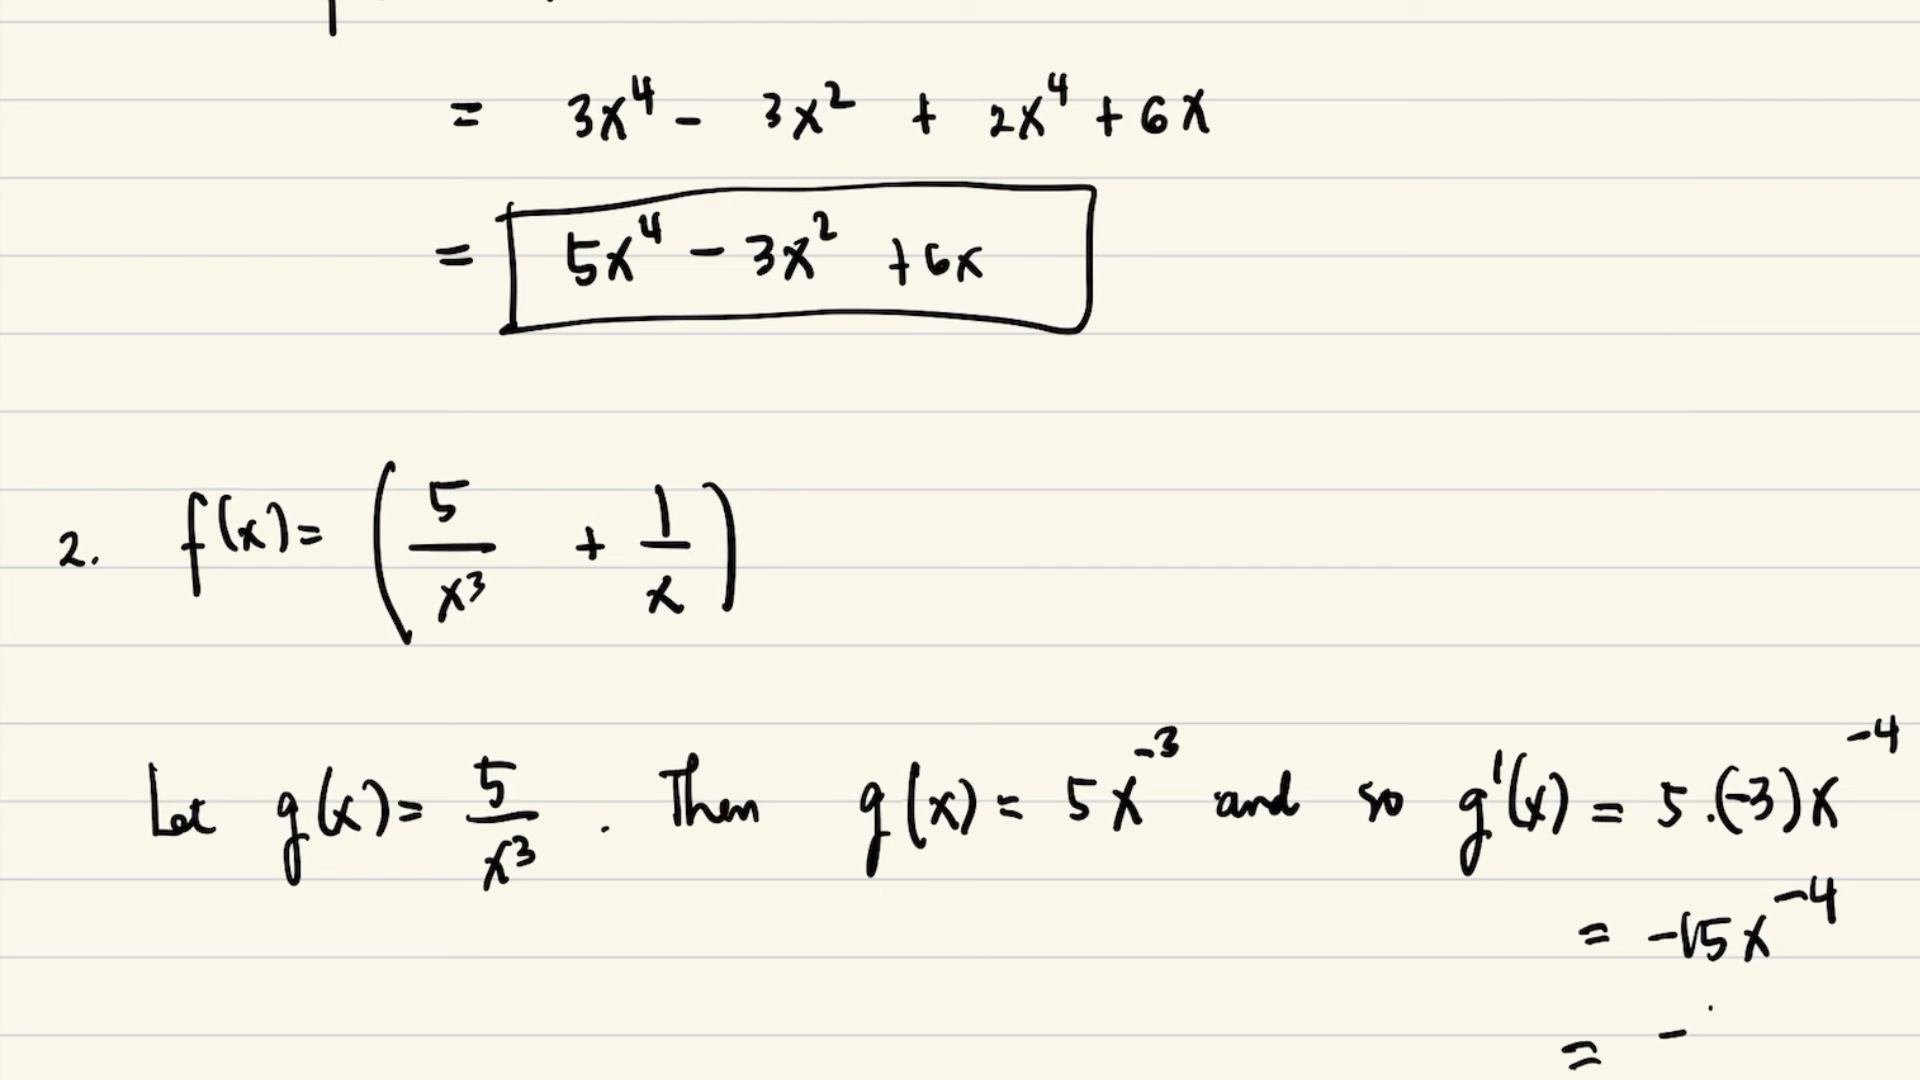 = 3x⁴ - 3x² + 2x⁴ + 6x
= 5x⁴ - 3x² + 6x
2. f(x) = (5/x³ + 1/x)
Let g(x) = 5/x³. Then g(x) = 5x⁻³ and so g'(x) = 5.(-3)x⁻⁴
= -15x⁻⁴
= -